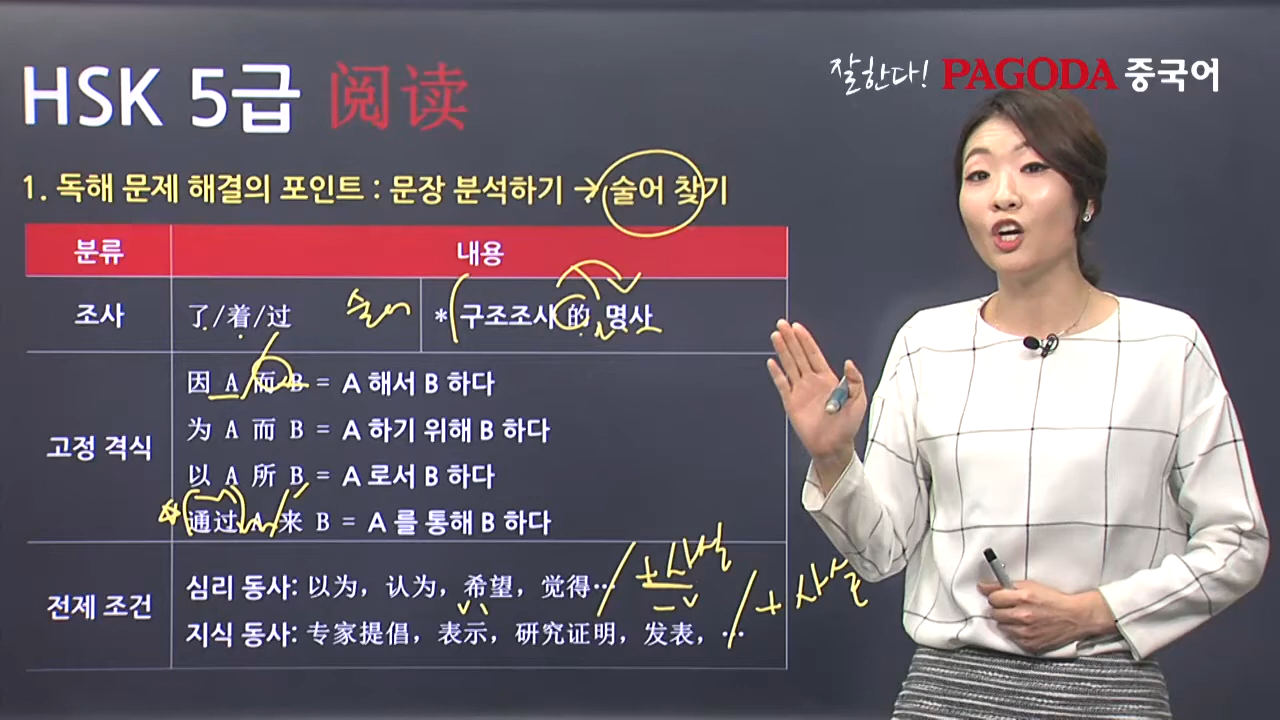 잘한다! PAGODA 중국어
HSK 5급 阅读
1. 독해 문제 해결의 포인트 : 문장 분석하기 → 술어 찾기
분류 내용
조사 了/着/过 술어 * 구조조사 的 명사
고정 격식
因 A 而 B = A 해서 B 하다
为 A 而 B = A 하기 위해 B 하다
以 A 所 B = A 로서 B 하다
通过 A 来 B = A 를 통해 B 하다
전제 조건
심리 동사: 以为, 认为, 希望, 觉得… + 사실
지식 동사: 专家提倡, 表示, 研究证明, 发表, … + 사실